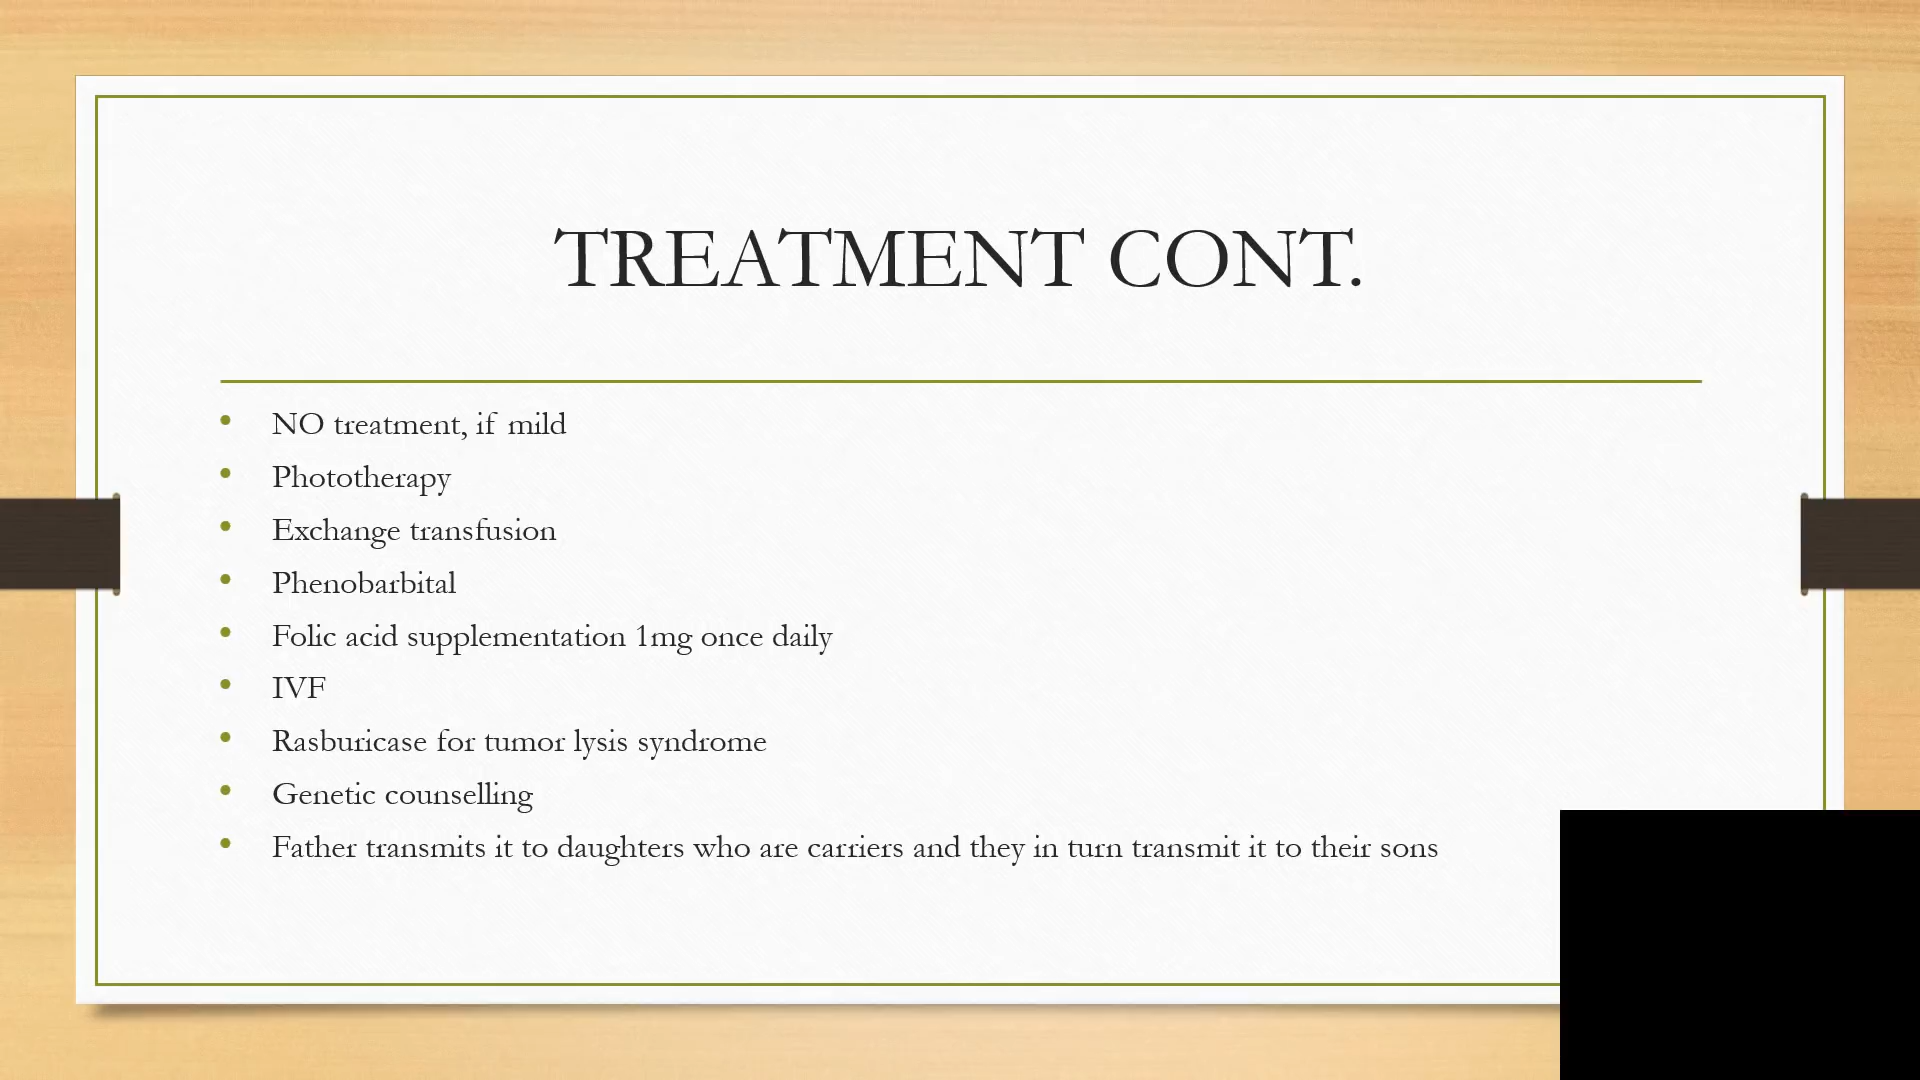 TREATMENT CONT.
NO treatment, if mild
Phototherapy
Exchange transfusion
Phenobarbital
Folic acid supplementation 1mg once daily
IVF
Rasburicase for tumor lysis syndrome
Genetic counselling
Father transmits it to daughters who are carriers and they in turn transmit it to their sons